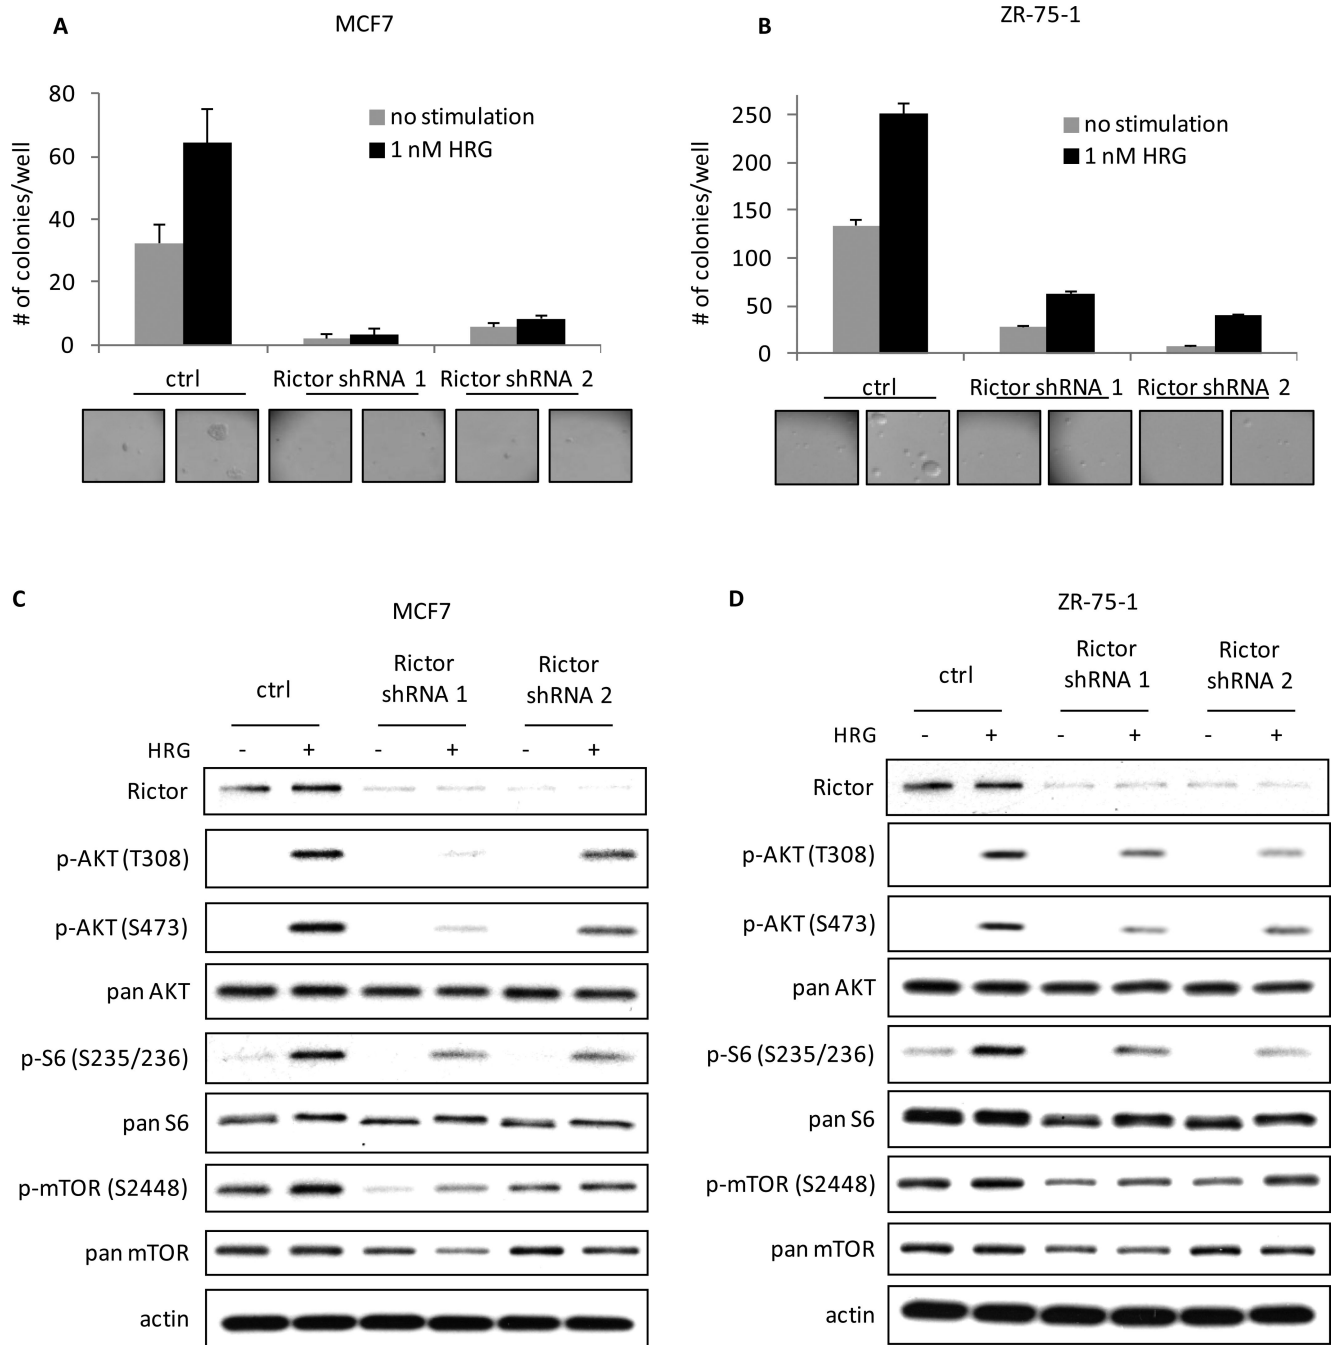 A
MCF7
# of colonies/well
80
60
40
20
0
no stimulation
1 nM HRG
ctrl
Rictor shRNA 1
Rictor shRNA 2
B
ZR-75-1
# of colonies/well
250
200
150
100
50
0
no stimulation
1 nM HRG
ctrl
Rictor shRNA 1
Rictor shRNA 2
C
MCF7
ctrl
Rictor
shRNA 1
Rictor
shRNA 2
HRG - + - + - +
Rictor
p-AKT (T308)
p-AKT (S473)
pan AKT
p-S6 (S235/236)
pan S6
p-mTOR (S2448)
pan mTOR
actin
D
ZR-75-1
ctrl
Rictor
shRNA 1
Rictor
shRNA 2
HRG - + - + - +
Rictor
p-AKT (T308)
p-AKT (S473)
pan AKT
p-S6 (S235/236)
pan S6
p-mTOR (S2448)
pan mTOR
actin